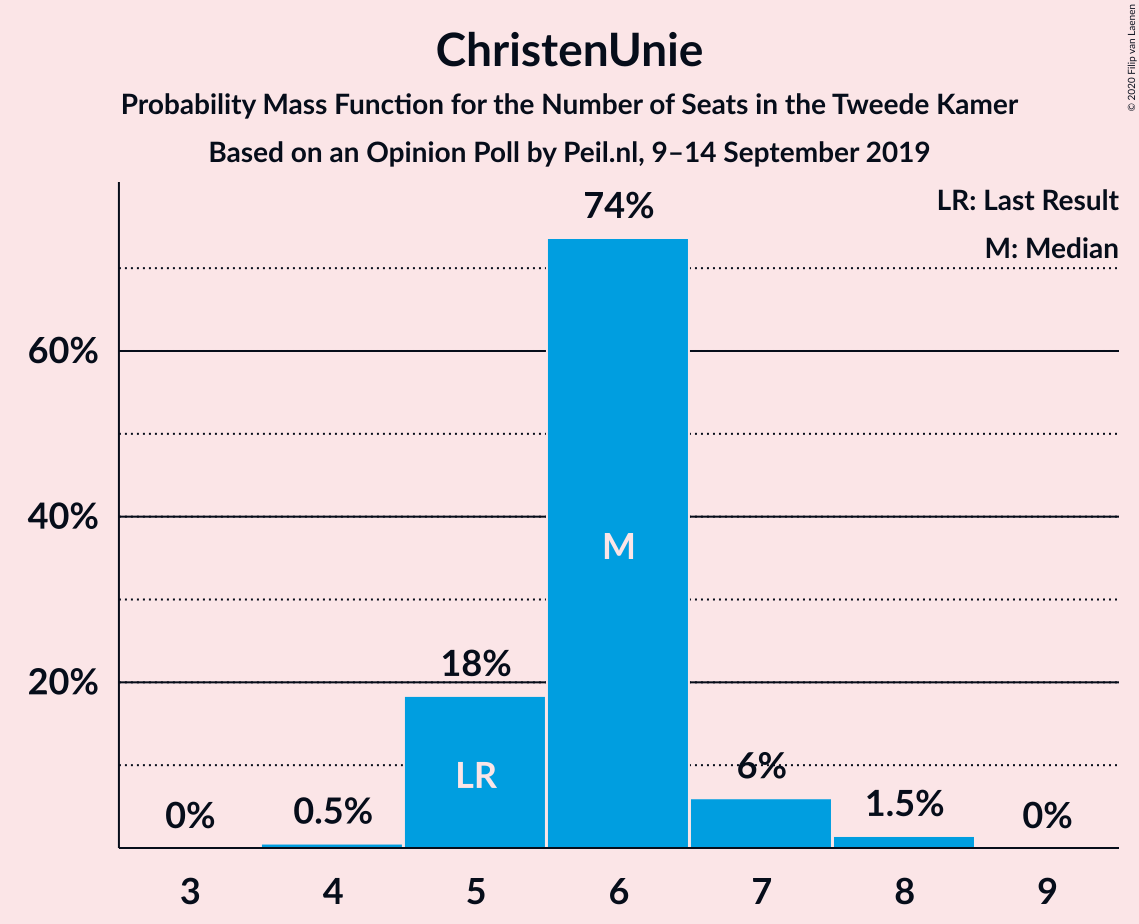 ChristenUnie
Probability Mass Function for the Number of Seats in the Tweede Kamer
Based on an Opinion Poll by Peil.nl, 9–14 September 2019
© 2020 Filip van Laenen
LR: Last Result
M: Median
74%
60%
40%
20%
M
18%
LR
0%
0.5%
6%
1.5%
0%
3 4 5 6 7 8 9